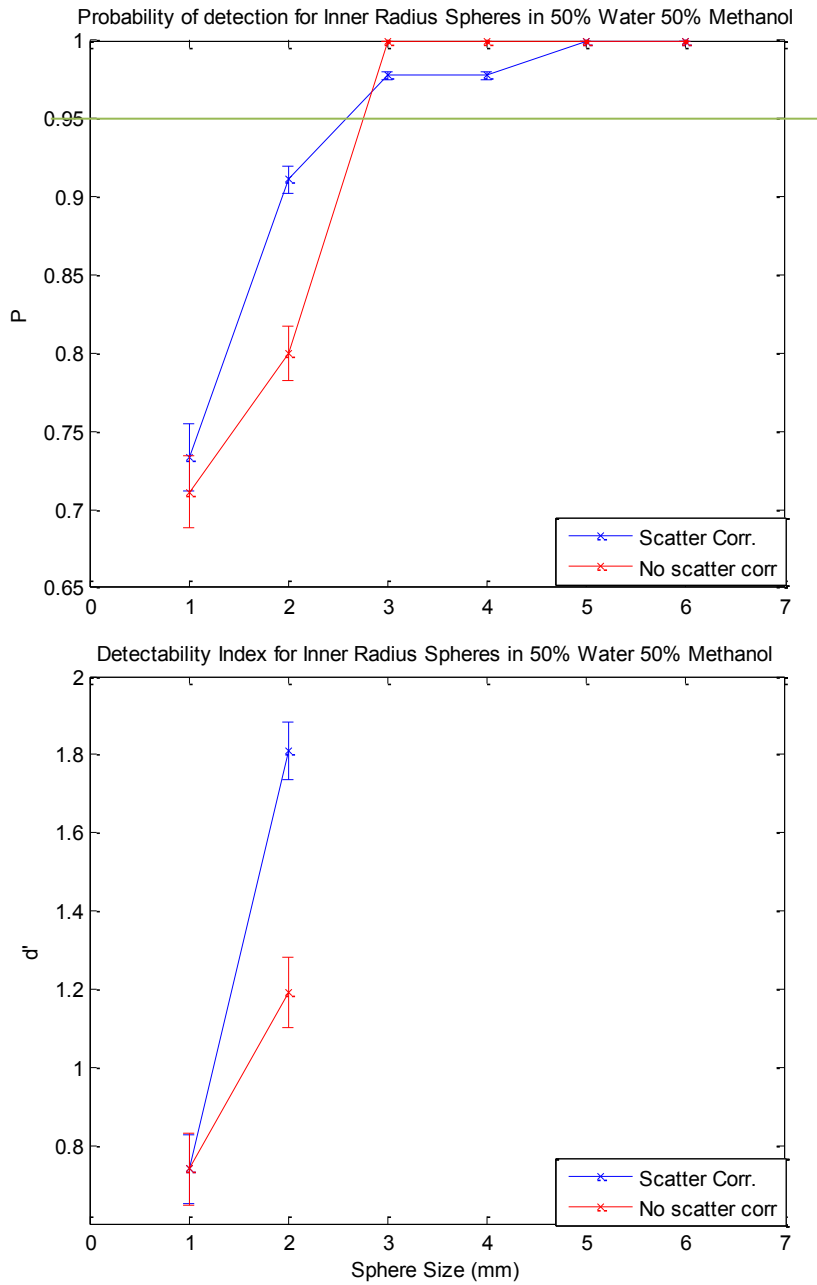 Probability of detection for Inner Radius Spheres in 50% Water 50% Methanol
1
0.95
0.9
0.85
0.8
0.75
0.7
0.65
P
0 1 2 3 4 5 6 7
Scatter Corr.
No scatter corr
Detectability Index for Inner Radius Spheres in 50% Water 50% Methanol
2
1.8
1.6
1.4
1.2
1
0.8
d'
0 1 2 3 4 5 6 7
Sphere Size (mm)
Scatter Corr.
No scatter corr